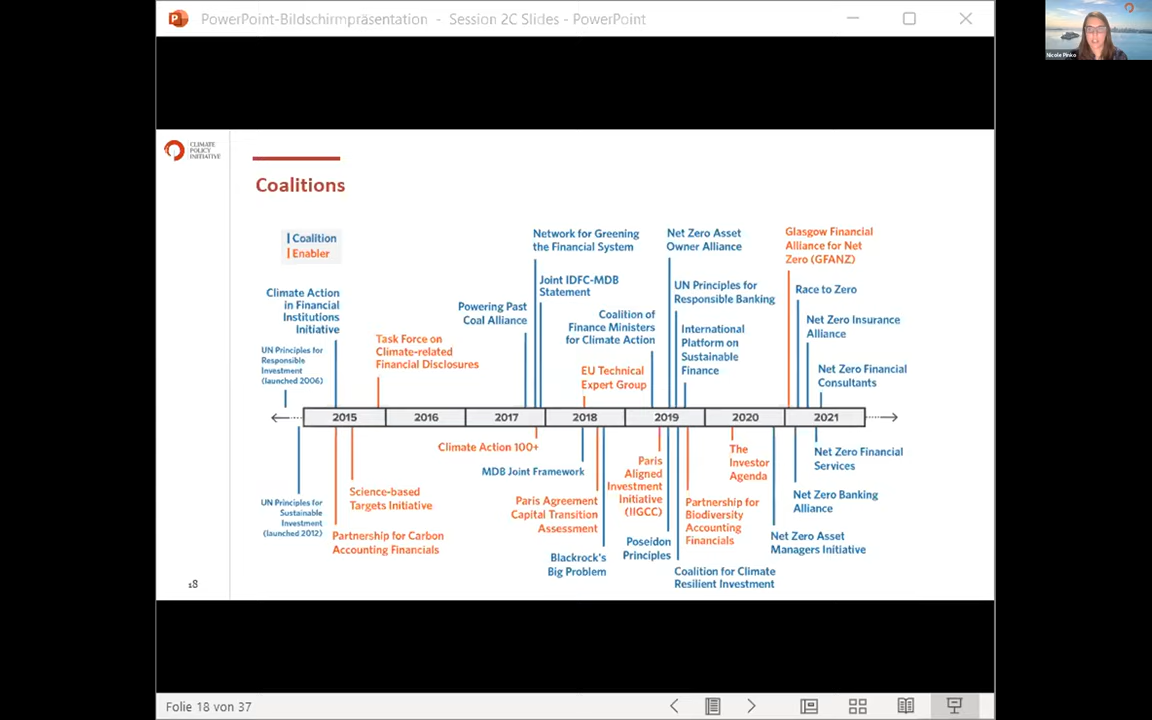 PowerPoint-Bildschirmpräsentation - Session 2C Slides - PowerPoint
Nicole Pinko
CLIMATE
POLICY
INITIATIVE
Coalitions
Coalition
Enabler
Climate Action
in Financial
Institutions
Initiative
UN Principles for
Responsible
Investment
(launched 2006)
Task Force on
Climate-related
Financial Disclosures
Powering Past
Coal Alliance
Network for Greening
the Financial System
Joint IDFC-MDB
Statement
Coalition of
Finance Ministers
for Climate Action
EU Technical
Expert Group
Net Zero Asset
Owner Alliance
UN Principles for
Responsible Banking
International
Platform on
Sustainable
Finance
Glasgow Financial
Alliance for Net
Zero (GFANZ)
Race to Zero
Net Zero Insurance
Alliance
Net Zero Financial
Consultants
2015 2016 2017 2018 2019 2020 2021
UN Principles for
Sustainable
Investment
(launched 2012)
Science-based
Targets Initiative
Partnership for Carbon
Accounting Financials
Climate Action 100+
MDB Joint Framework
Paris Agreement
Capital Transition
Assessment
Blackrock's
Big Problem
Paris
Aligned
Investment
Initiative
(IIGCC)
Poseidon
Principles
Coalition for Climate
Resilient Investment
Partnership for
Biodiversity
Accounting
Financials
The
Investor
Agenda
Net Zero Asset
Managers Initiative
Net Zero Banking
Alliance
Net Zero Financial
Services
18
Folie 18 von 37